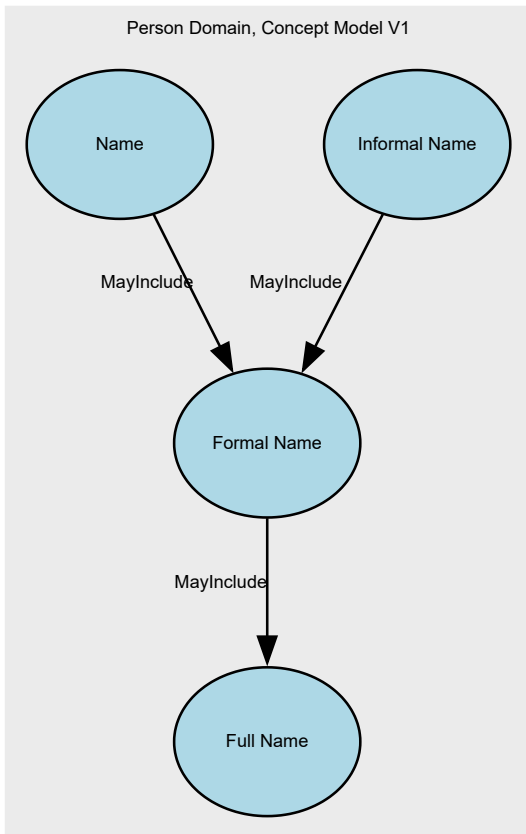 Person Domain, Concept Model V1
Name
Informal Name
MayInclude
MayInclude
Formal Name
MayInclude
Full Name